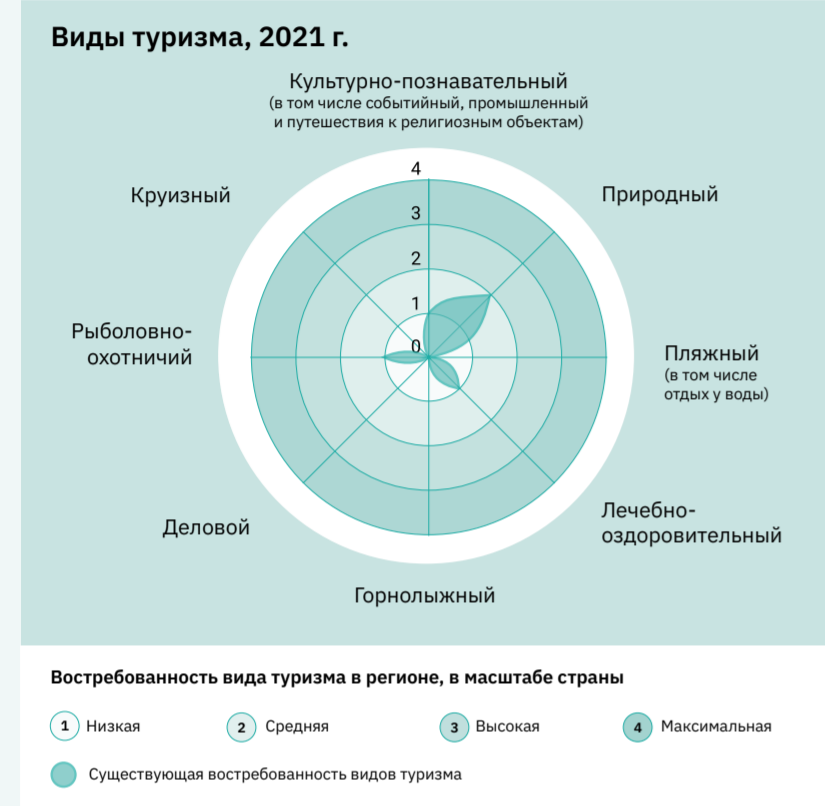 Виды туризма, 2021 г.
Культурно-познавательный
(в том числе событийный, промышленный
и путешествия к религиозным объектам)
Круизный
Природный
4
3
2
1
0
Рыболовно-
охотничий
Пляжный
(в том числе
отдых у воды)
Деловой
Лечебно-
оздоровительный
Горнолыжный
Востребованность вида туризма в регионе, в масштабе страны
1 Низкая
2 Средняя
3 Высокая
4 Максимальная
Существующая востребованность видов туризма